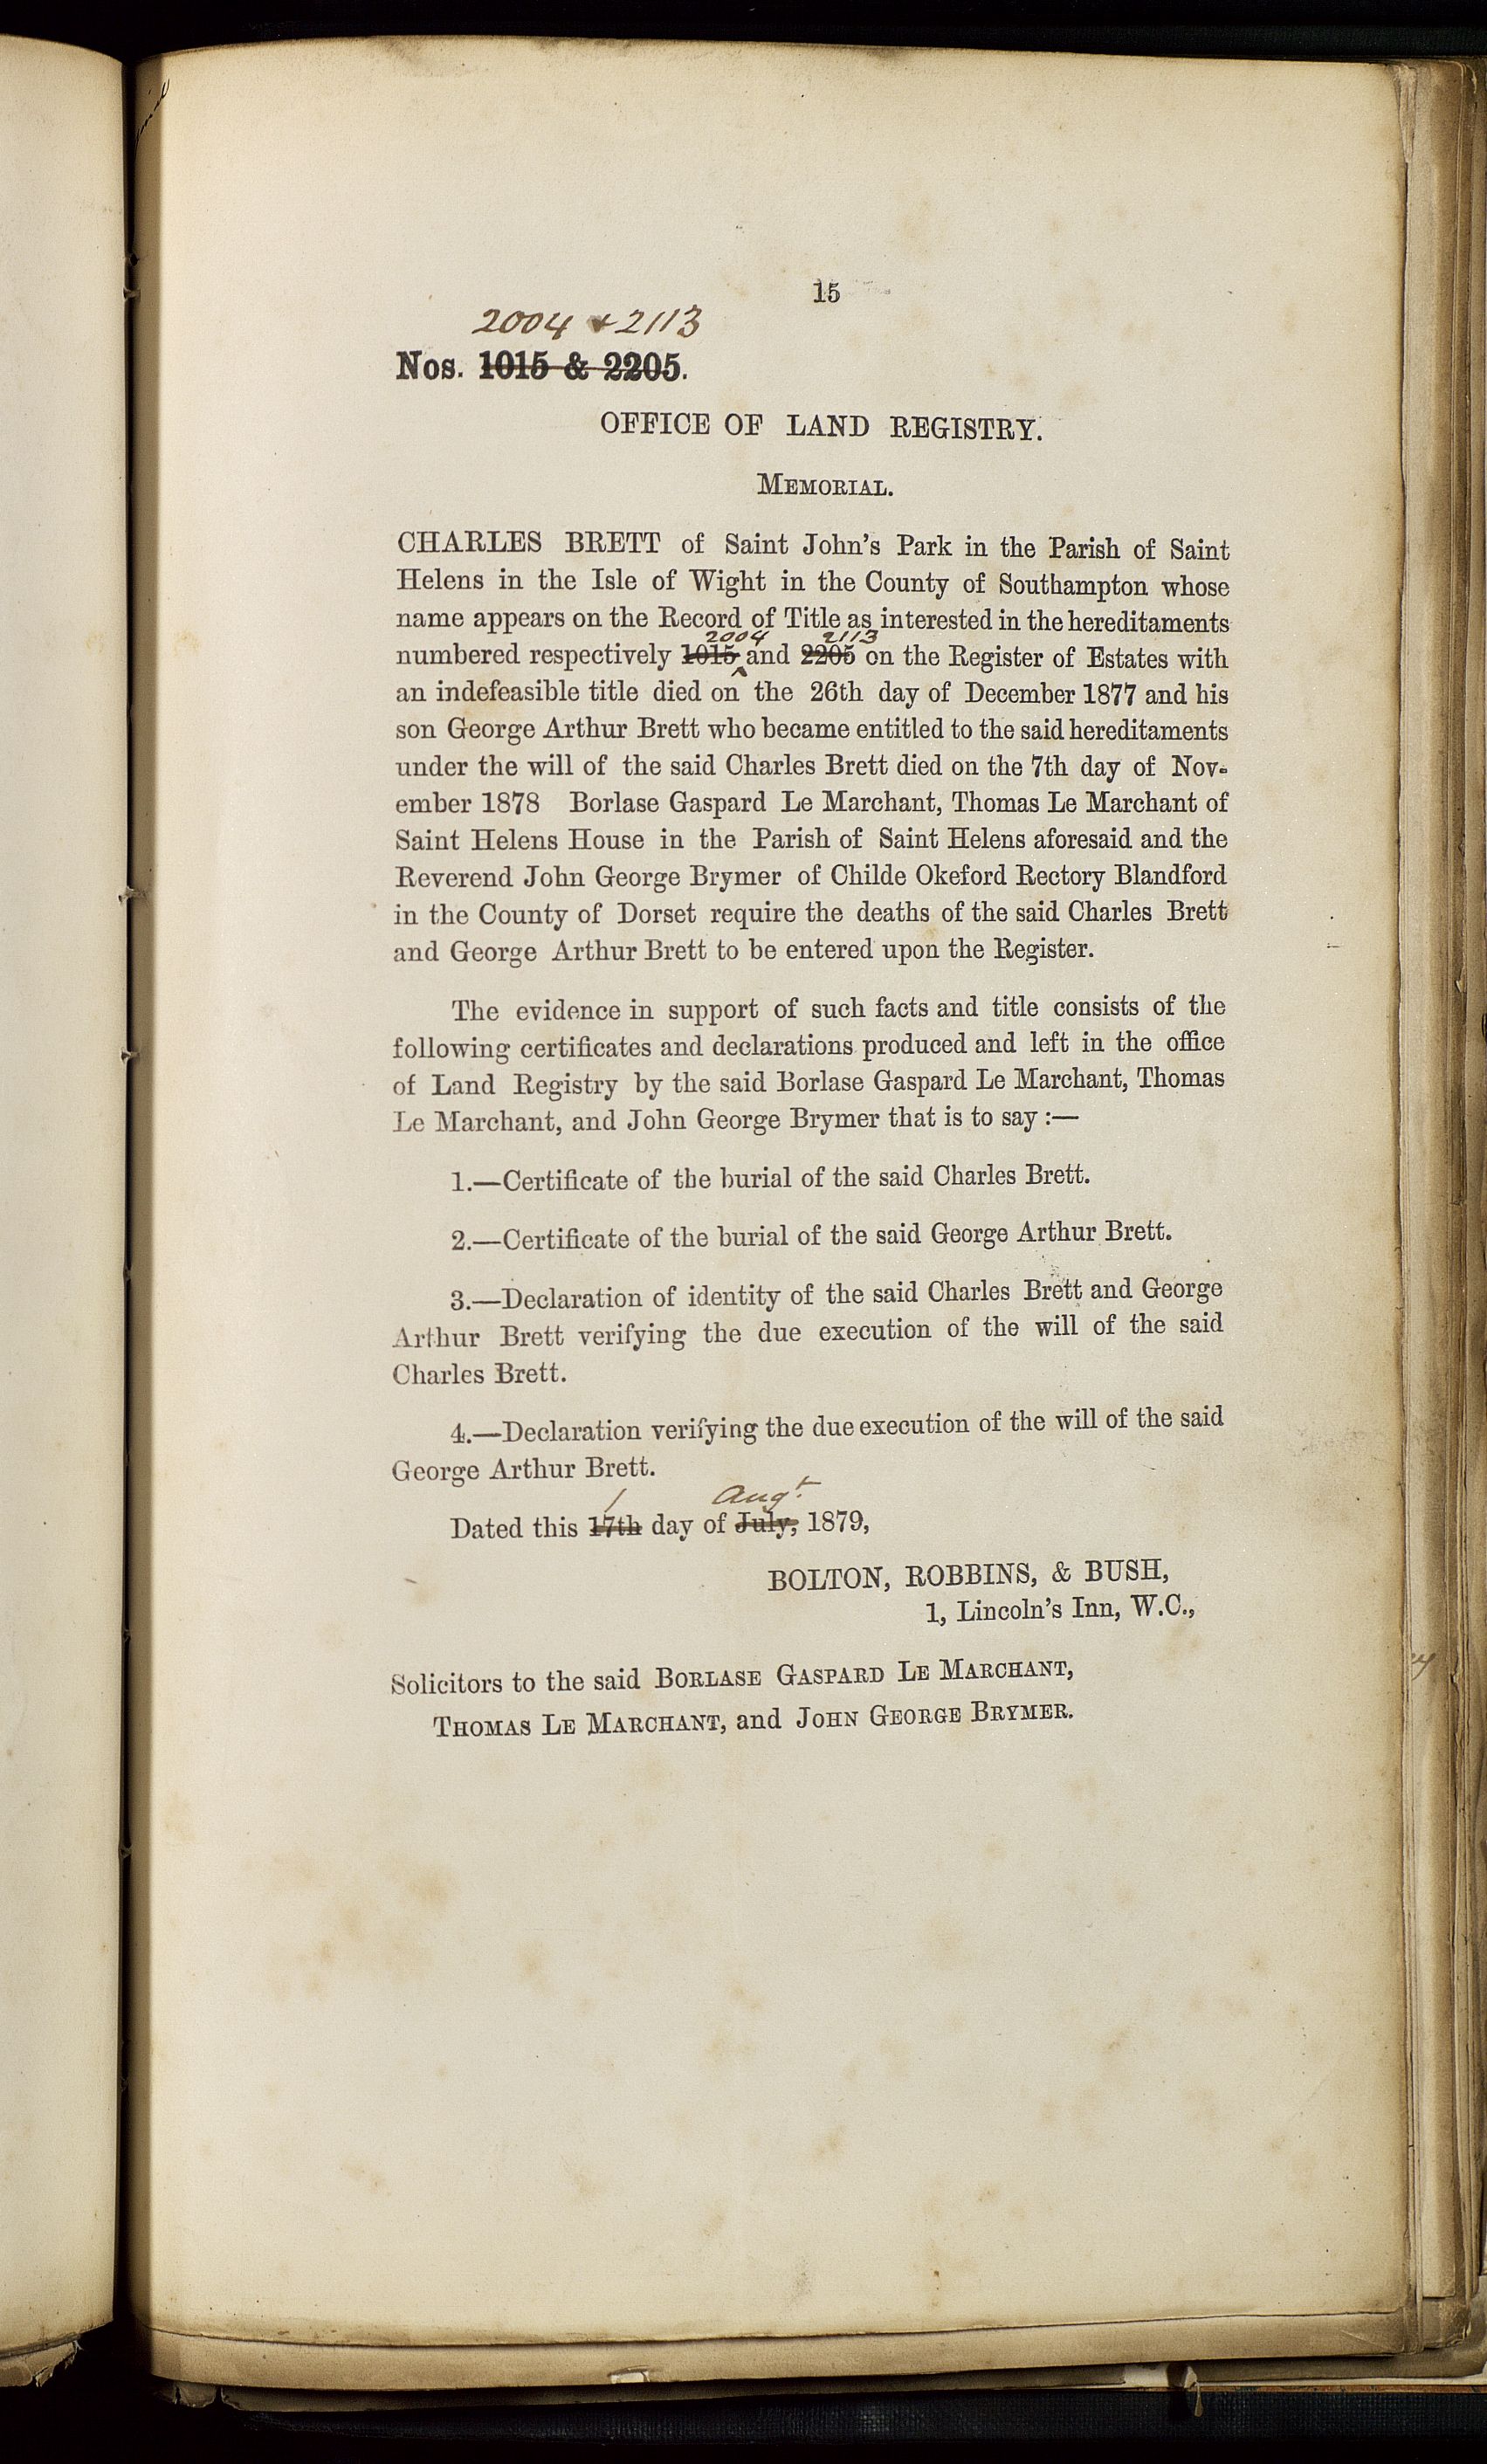 15
2004 & 2113
Nos. 1015 & 2205.
OFFICE OF LAND REGISTRY.
MEMORIAL.
CHARLES BRETT of Saint John's Park in the Parish of Saint
Helens in the Isle of Wight in the County of Southampton whose
name appears on the Record of Title as interested in the hereditaments
2004 2113
numbered respectively 1015 and 2205 on the Register of Estates with
an indefeasible title died on the 26th day of December 1877 and his
son George Arthur Brett who became entitled to the said hereditaments
under the will of the said Charles Brett died on the 7th day of Nov-
ember 1878 Borlase Gaspard Le Marchant, Thomas Le Marchant of
Saint Helens House in the Parish of Saint Helens aforesaid and the
Reverend John George Brymer of Childe Okeford Rectory Blandford
in the County of Dorset require the deaths of the said Charles Brett
and George Arthur Brett to be entered upon the Register.
The evidence in support of such facts and title consists of the
following certificates and declarations produced and left in the office
of Land Registry by the said Borlase Gaspard Le Marchant, Thomas
Le Marchant, and John George Brymer that is to say :—
1.—Certificate of the burial of the said Charles Brett.
2.—Certificate of the burial of the said George Arthur Brett.
3.—Declaration of identity of the said Charles Brett and George
Arthur Brett verifying the due execution of the will of the said
Charles Brett.
4.—Declaration verifying the due execution of the will of the said
George Arthur Brett.
1 Augt.
Dated this 17th day of July, 1879,
BOLTON, ROBBINS, & BUSH,
1, Lincoln's Inn, W.C.,
Solicitors to the said BORLASE GASPARD LE MARCHANT,
THOMAS LE MARCHANT, and JOHN GEORGE BRYMER.